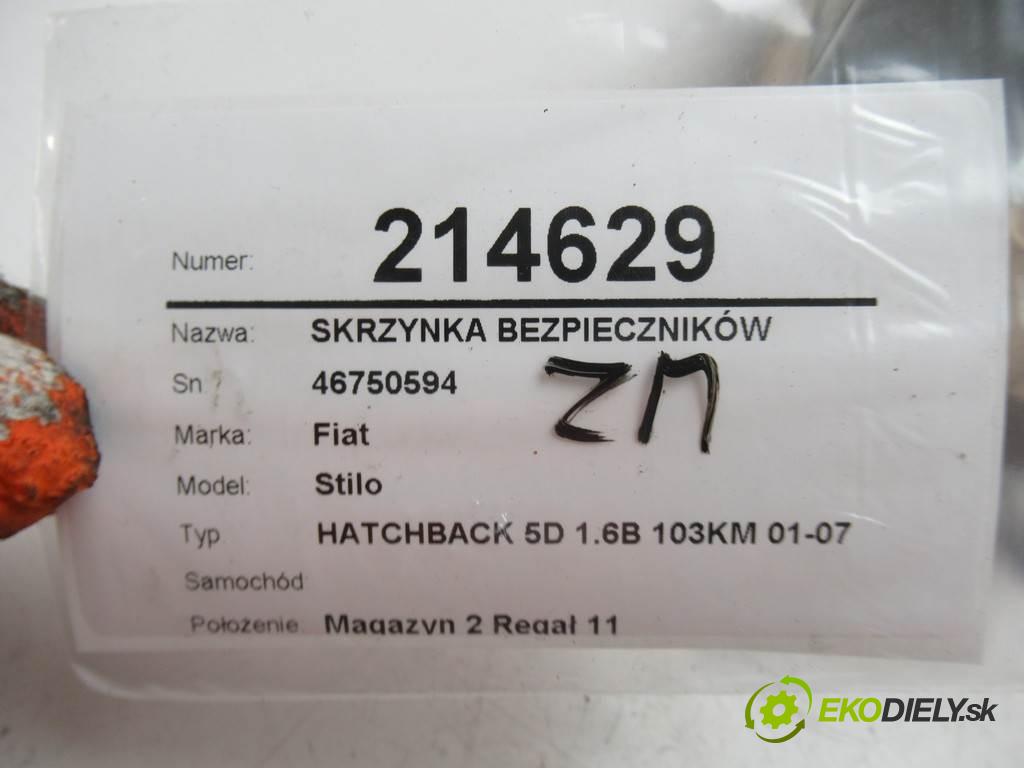 Numer: 214629
Nazwa: SKRZYNKA BEZPIECZNIKÓW
Sn 46750594
ZM
Marka: Fiat
Model: Stilo
Typ HATCHBACK 5D 1.6B 103KM 01-07
Samochód
Położenie Magazyn 2 Regał 11
EKODIELY.sk